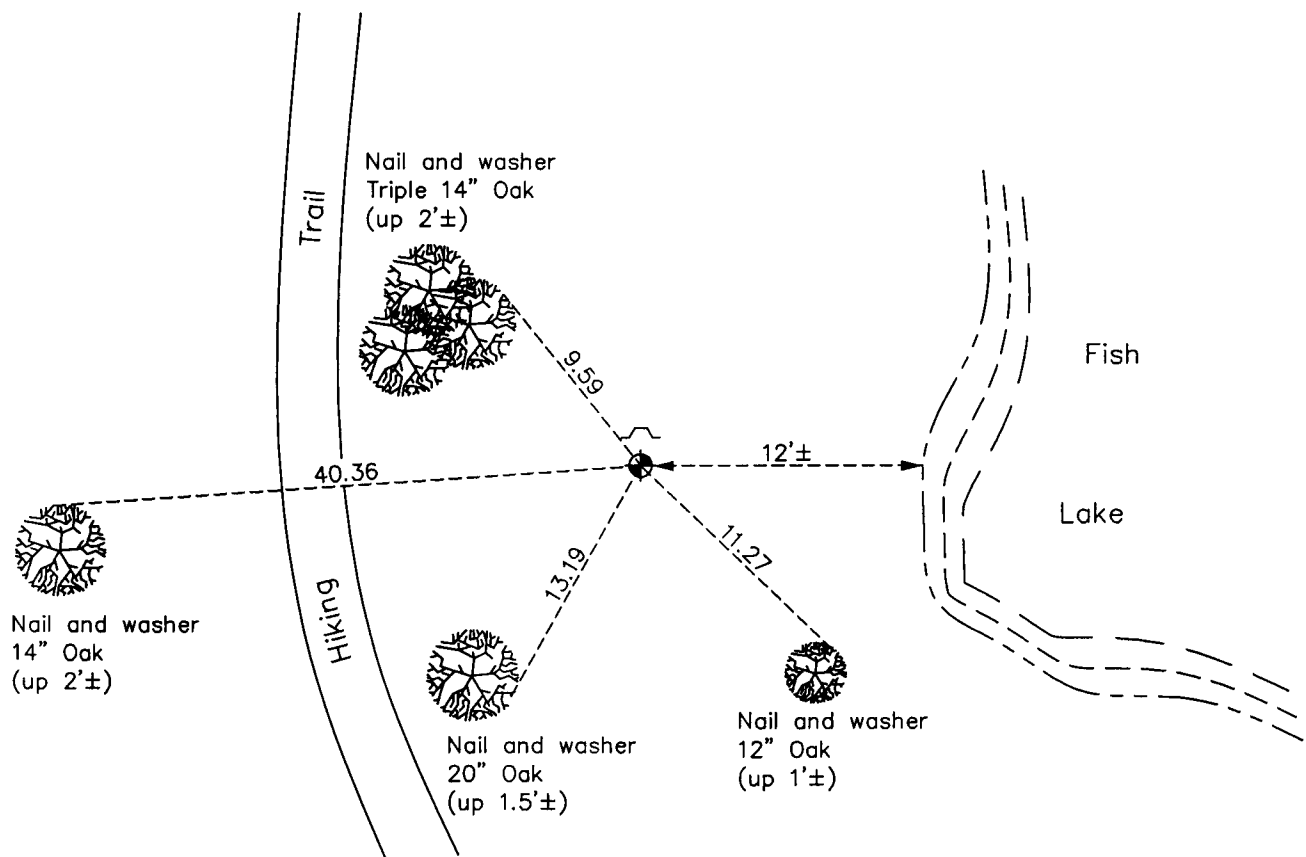 Nail and washer
Triple 14" Oak
(up 2'±)
Trail
Fish
9.59
12'±
40.36
Lake
11.27
13.19
Hiking
Nail and washer
14" Oak
(up 2'±)
Nail and washer
20" Oak
(up 1.5'±)
Nail and washer
12" Oak
(up 1'±)